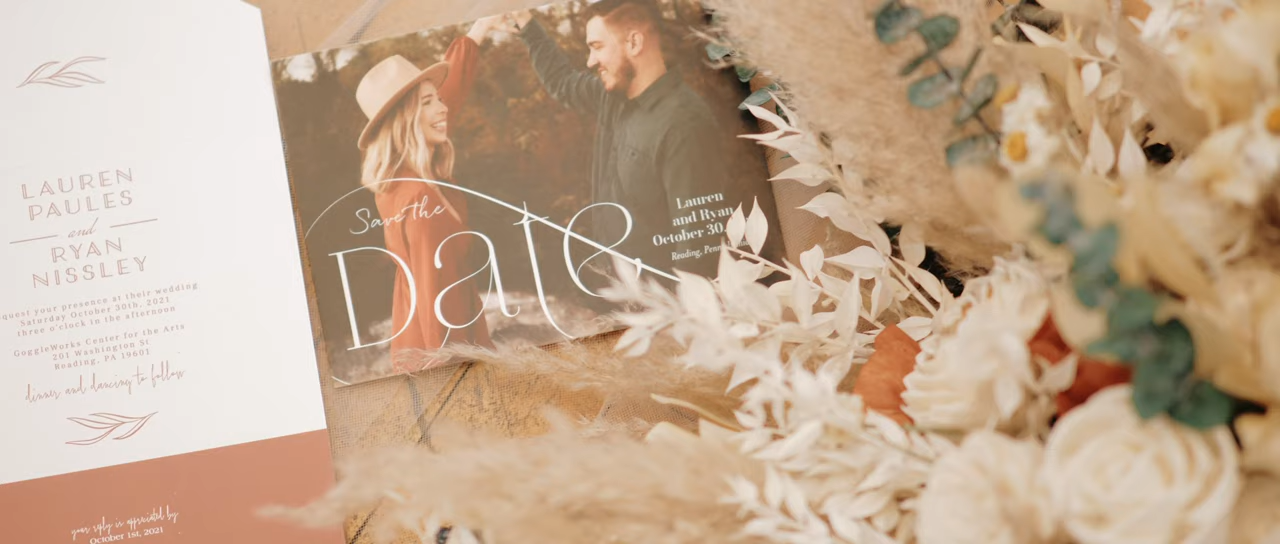 LAUREN
PAULES
and
RYAN
NISSLEY
quest your presence at their wedding
Saturday October 30th, 2021
three o'clock in the afternoon
GoggleWorks Center for the Arts
201 Washington St
Reading, PA 19601
dinner and dancing to follow
your reply is appreciated by
October 1st, 2021
Save the
Date
Lauren
and Ryan
October 30
Reading,